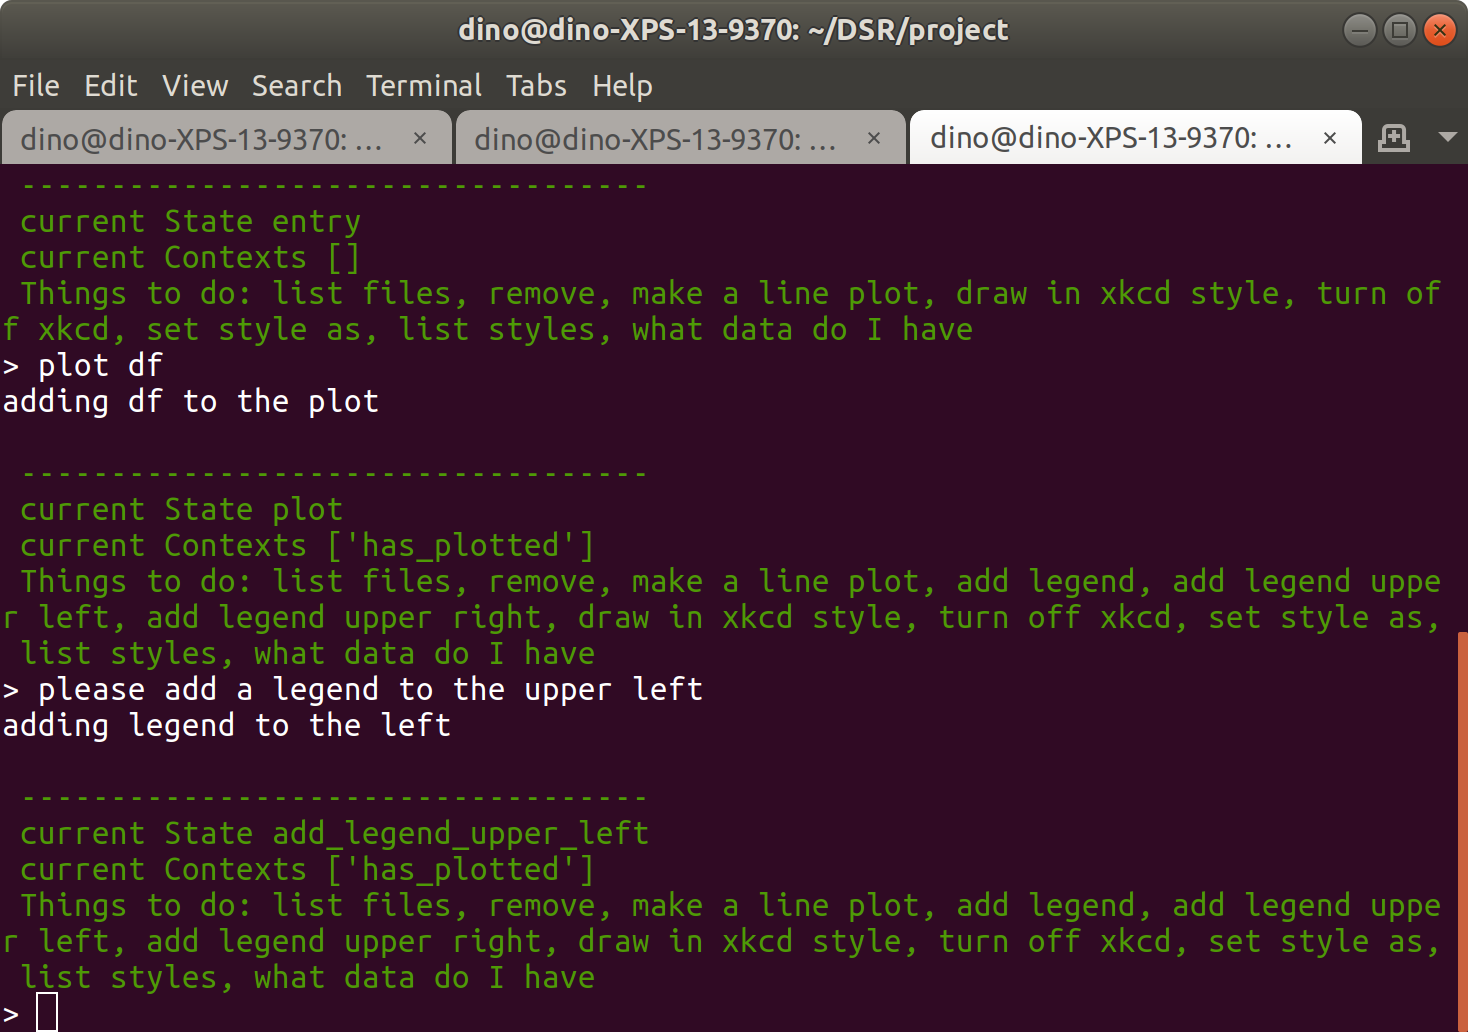 dino@dino-XPS-13-9370: ~/DSR/project
File Edit View Search Terminal Tabs Help
dino@dino-XPS-13-9370: ... × dino@dino-XPS-13-9370: ... × dino@dino-XPS-13-9370: ... ×
-----------------------------------
current State entry
current Contexts []
Things to do: list files, remove, make a line plot, draw in xkcd style, turn of
f xkcd, set style as, list styles, what data do I have
> plot df
adding df to the plot
-----------------------------------
current State plot
current Contexts ['has_plotted']
Things to do: list files, remove, make a line plot, add legend, add legend uppe
r left, add legend upper right, draw in xkcd style, turn off xkcd, set style as,
list styles, what data do I have
> please add a legend to the upper left
adding legend to the left
-----------------------------------
current State add_legend_upper_left
current Contexts ['has_plotted']
Things to do: list files, remove, make a line plot, add legend, add legend uppe
r left, add legend upper right, draw in xkcd style, turn off xkcd, set style as,
list styles, what data do I have
>